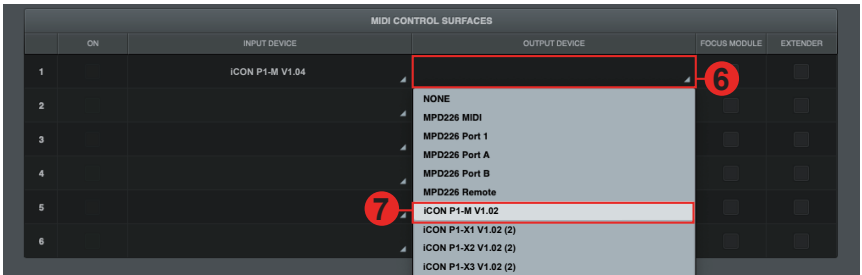 MIDI CONTROL SURFACES
ON INPUT DEVICE OUTPUT DEVICE FOCUS MODULE EXTENDER
1 iCON P1-M V1.04 6
NONE
2
MPD226 MIDI
MPD226 Port 1
3
MPD226 Port A
4 MPD226 Port B
MPD226 Remote
5 7 iCON P1-M V1.02
iCON P1-X1 V1.02 (2)
6 iCON P1-X2 V1.02 (2)
iCON P1-X3 V1.02 (2)